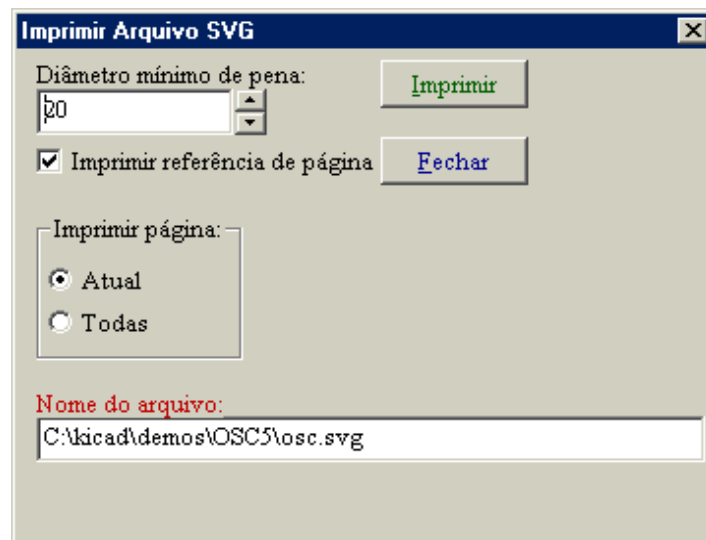 Imprimir Arquivo SVG
Diâmetro mínimo de pena:
Imprimir
20
Imprimir referência de página
Fechar
Imprimir página:
Atual
Todas
Nome do arquivo:
C:\kicad\demos\OSC5\osc.svg